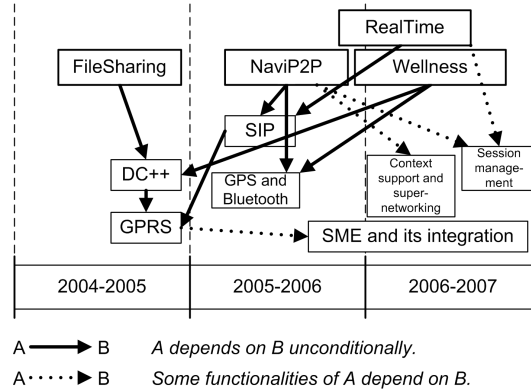 RealTime
FileSharing
NaviP2P
Wellness
SIP
DC++
GPS and
Bluetooth
Context
support and
super-
networking
Session
manage-
ment
GPRS
SME and its integration
2004-2005
2005-2006
2006-2007
A B A depends on B unconditionally.
A B Some functionalities of A depend on B.